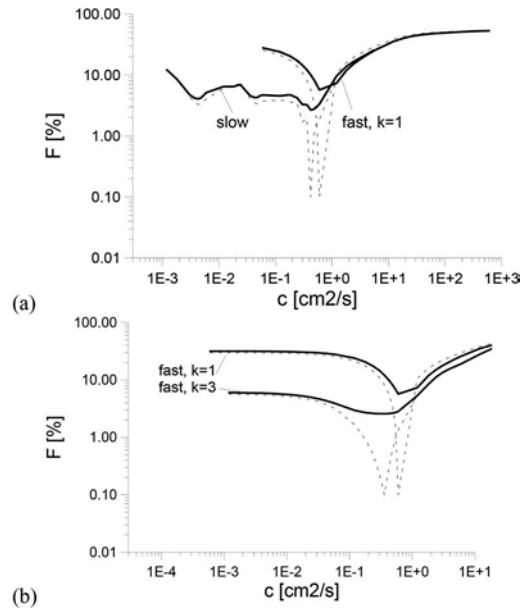 (a)
F [%]
100.00
10.00
1.00
0.10
0.01
slow
fast, k=1
1E-3
1E-2
1E-1
1E+0
1E+1
1E+2
1E+3
c [cm2/s]
(b)
F [%]
100.00
10.00
1.00
0.10
0.01
fast, k=1
fast, k=3
1E-4
1E-3
1E-2
1E-1
1E+0
1E+1
c [cm2/s]